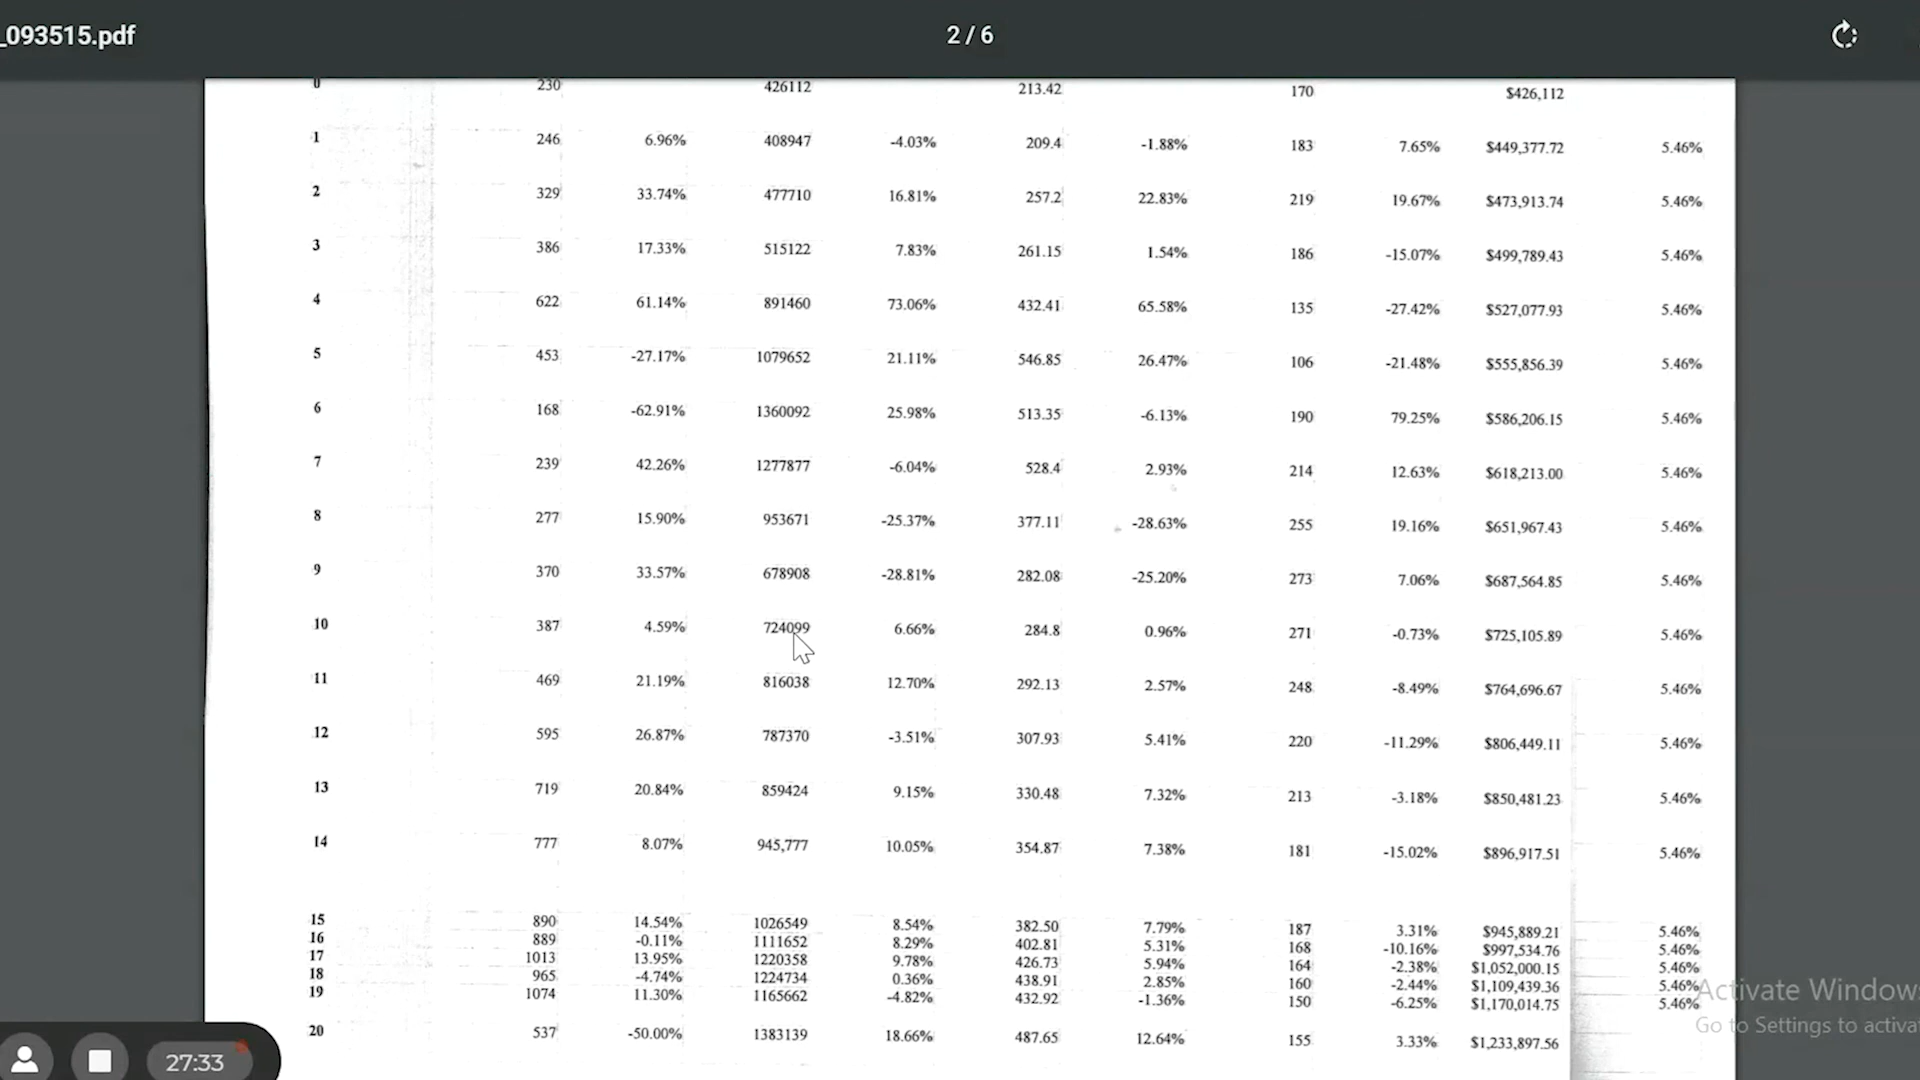 _093515.pdf 2 / 6
0 230 426112 213.42 170 $426,112
1 246 6.96% 408947 -4.03% 209.4 -1.88% 183 7.65% $449,377.72 5.46%
2 329 33.74% 477710 16.81% 257.2 22.83% 219 19.67% $473,913.74 5.46%
3 386 17.33% 515122 7.83% 261.15 1.54% 186 -15.07% $499,789.43 5.46%
4 622 61.14% 891460 73.06% 432.41 65.58% 135 -27.42% $527,077.93 5.46%
5 453 -27.17% 1079652 21.11% 546.85 26.47% 106 -21.48% $555,856.39 5.46%
6 168 -62.91% 1360092 25.98% 513.35 -6.13% 190 79.25% $586,206.15 5.46%
7 239 42.26% 1277877 -6.04% 528.4 2.93% 214 12.63% $618,213.00 5.46%
8 277 15.90% 953671 -25.37% 377.11 -28.63% 255 19.16% $651,967.43 5.46%
9 370 33.57% 678908 -28.81% 282.08 -25.20% 273 7.06% $687,564.85 5.46%
10 387 4.59% 724099 6.66% 284.8 0.96% 271 -0.73% $725,105.89 5.46%
11 469 21.19% 816038 12.70% 292.13 2.57% 248 -8.49% $764,696.67 5.46%
12 595 26.87% 787370 -3.51% 307.93 5.41% 220 -11.29% $806,449.11 5.46%
13 719 20.84% 859424 9.15% 330.48 7.32% 213 -3.18% $850,481.23 5.46%
14 777 8.07% 945,777 10.05% 354.87 7.38% 181 -15.02% $896,917.51 5.46%
15 890 14.54% 1026549 8.54% 382.50 7.79% 187 3.31% $945,889.21 5.46%
16 889 -0.11% 1111652 8.29% 402.81 5.31% 168 -10.16% $997,534.76 5.46%
17 1013 13.95% 1220358 9.78% 426.73 5.94% 164 -2.38% $1,052,000.15 5.46%
18 965 -4.74% 1224734 0.36% 438.91 2.85% 160 -2.44% $1,109,439.36 5.46%
19 1074 11.30% 1165662 -4.82% 432.92 -1.36% 150 -6.25% $1,170,014.75 5.46%
20 537 -50.00% 1383139 18.66% 487.65 12.64% 155 3.33% $1,233,897.56
Activate Windows
Go to Settings to activa
27:33